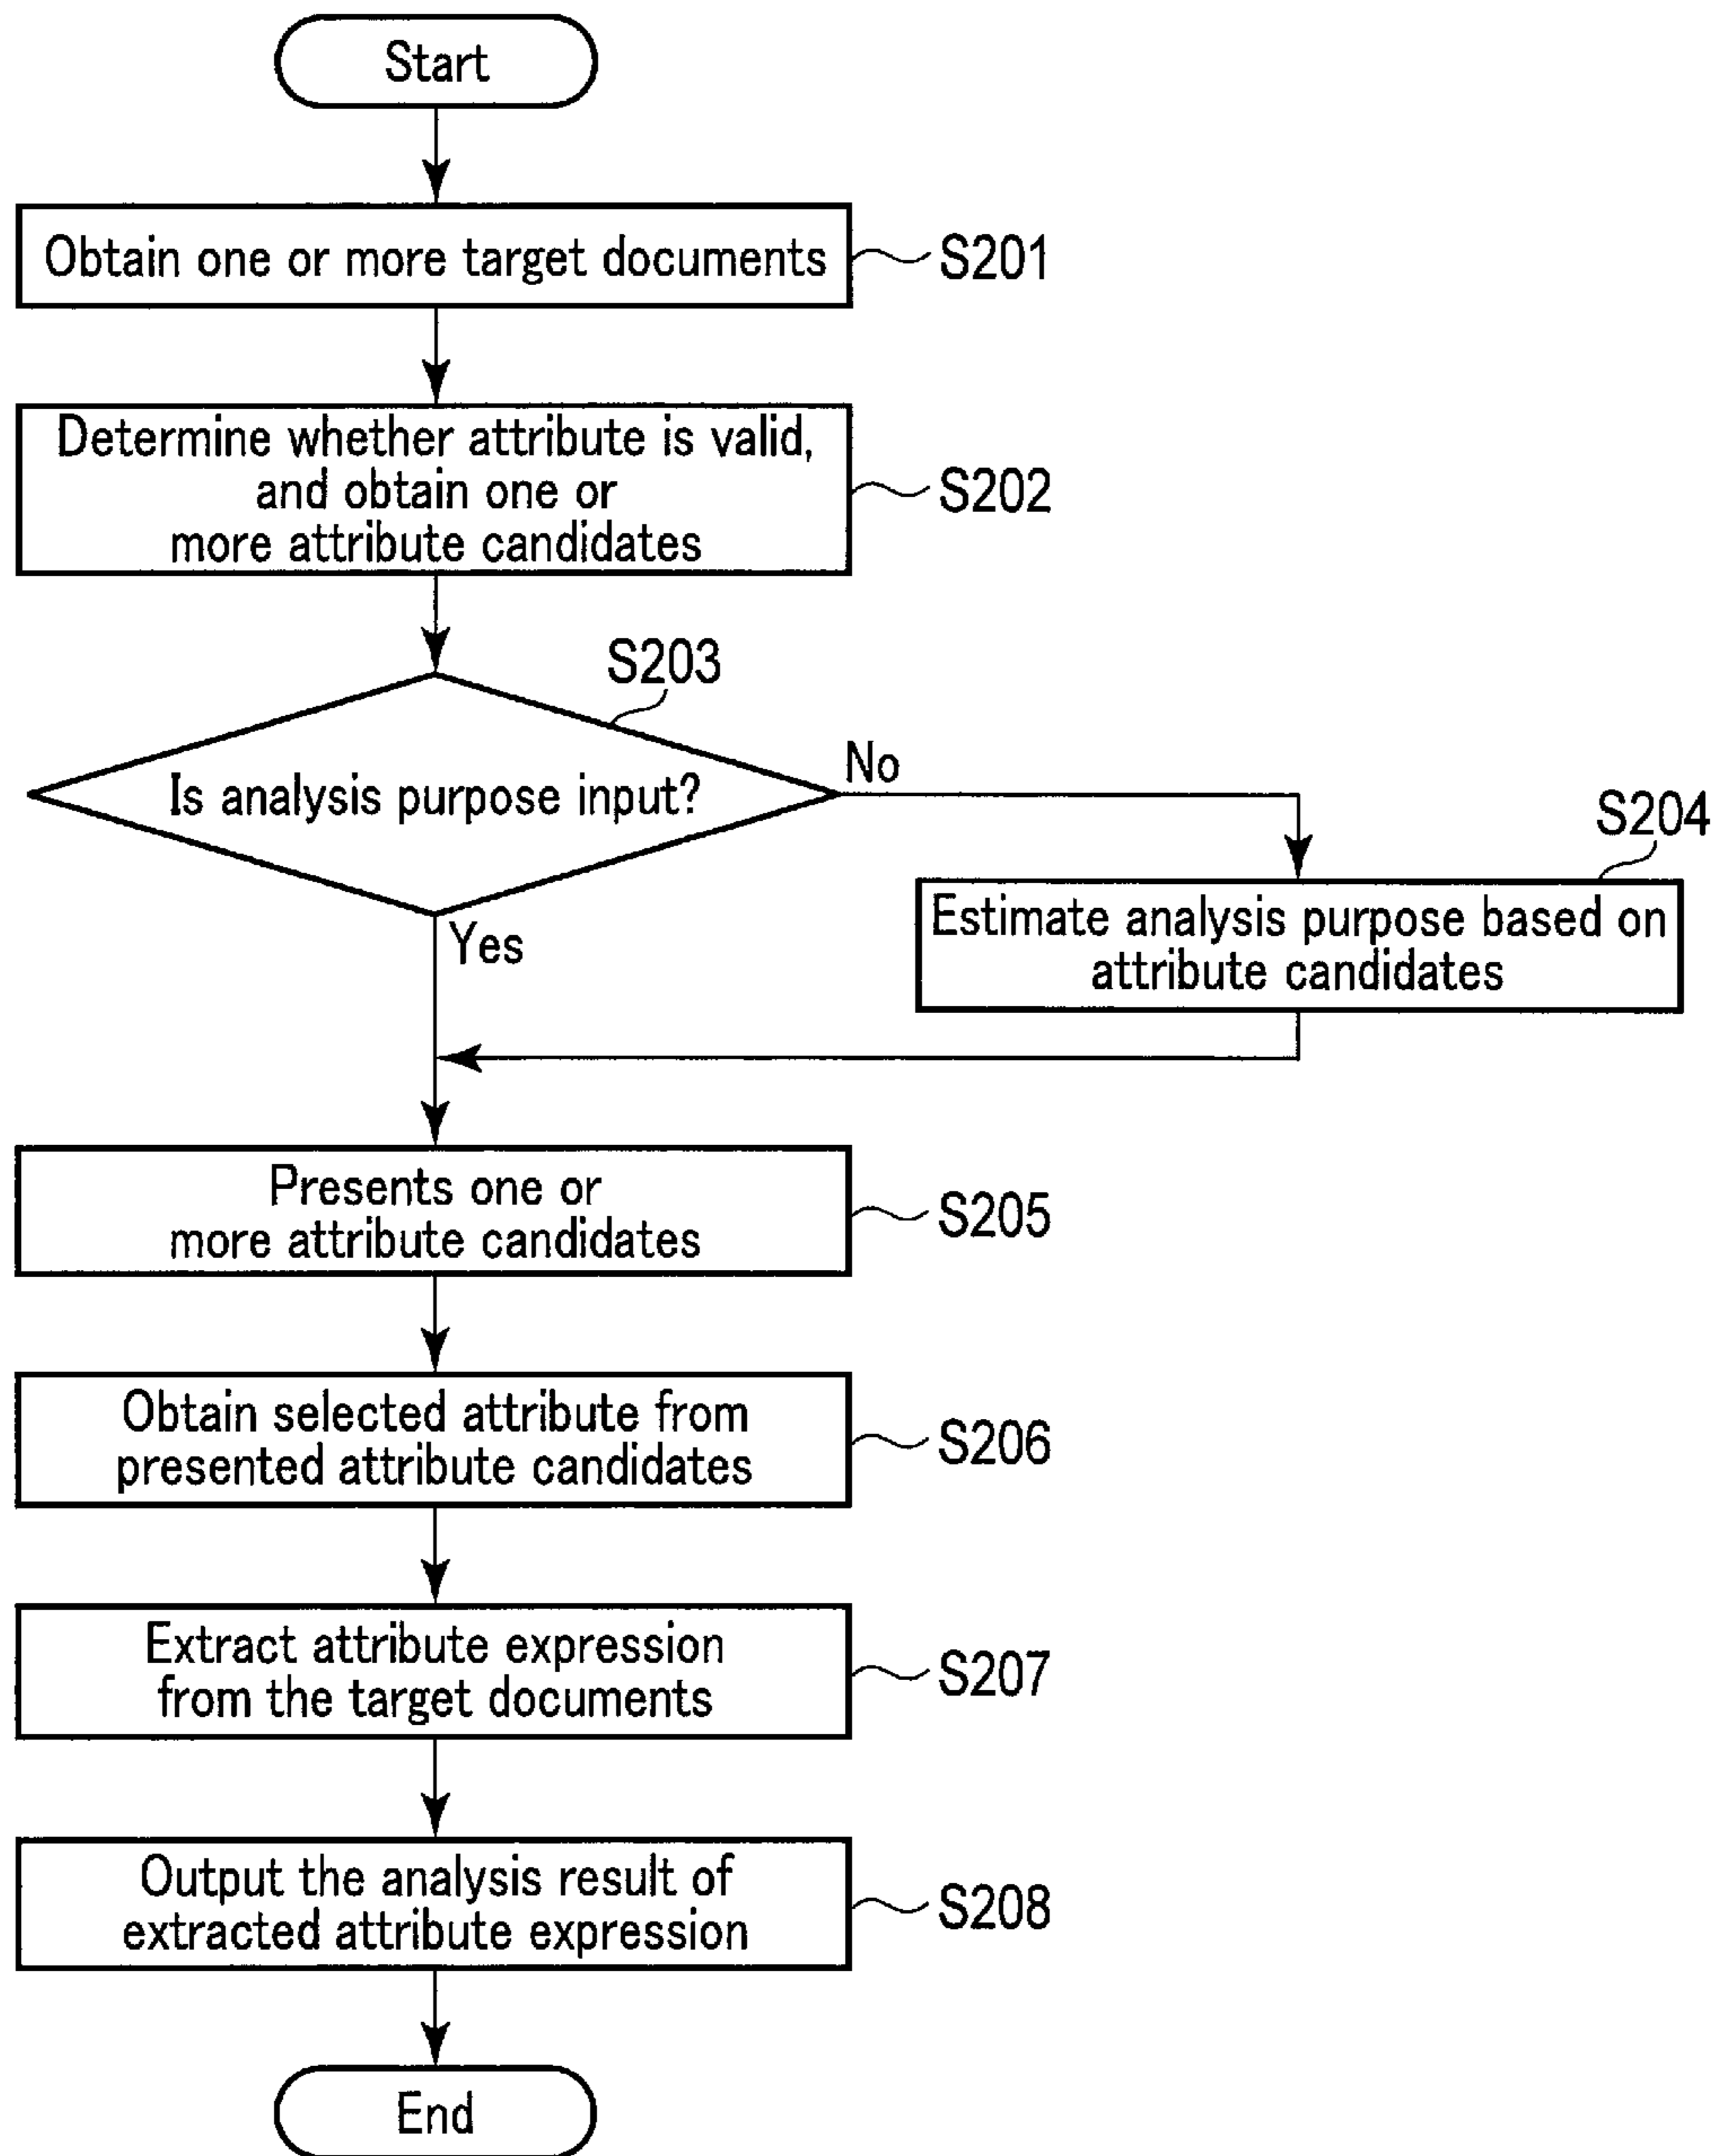 Start
Obtain one or more target documents
S201
Determine whether attribute is valid,
and obtain one or
more attribute candidates
S202
S203
Is analysis purpose input?
No
Yes
S204
Estimate analysis purpose based on
attribute candidates
Presents one or
more attribute candidates
S205
Obtain selected attribute from
presented attribute candidates
S206
Extract attribute expression
from the target documents
S207
Output the analysis result of
extracted attribute expression
S208
End